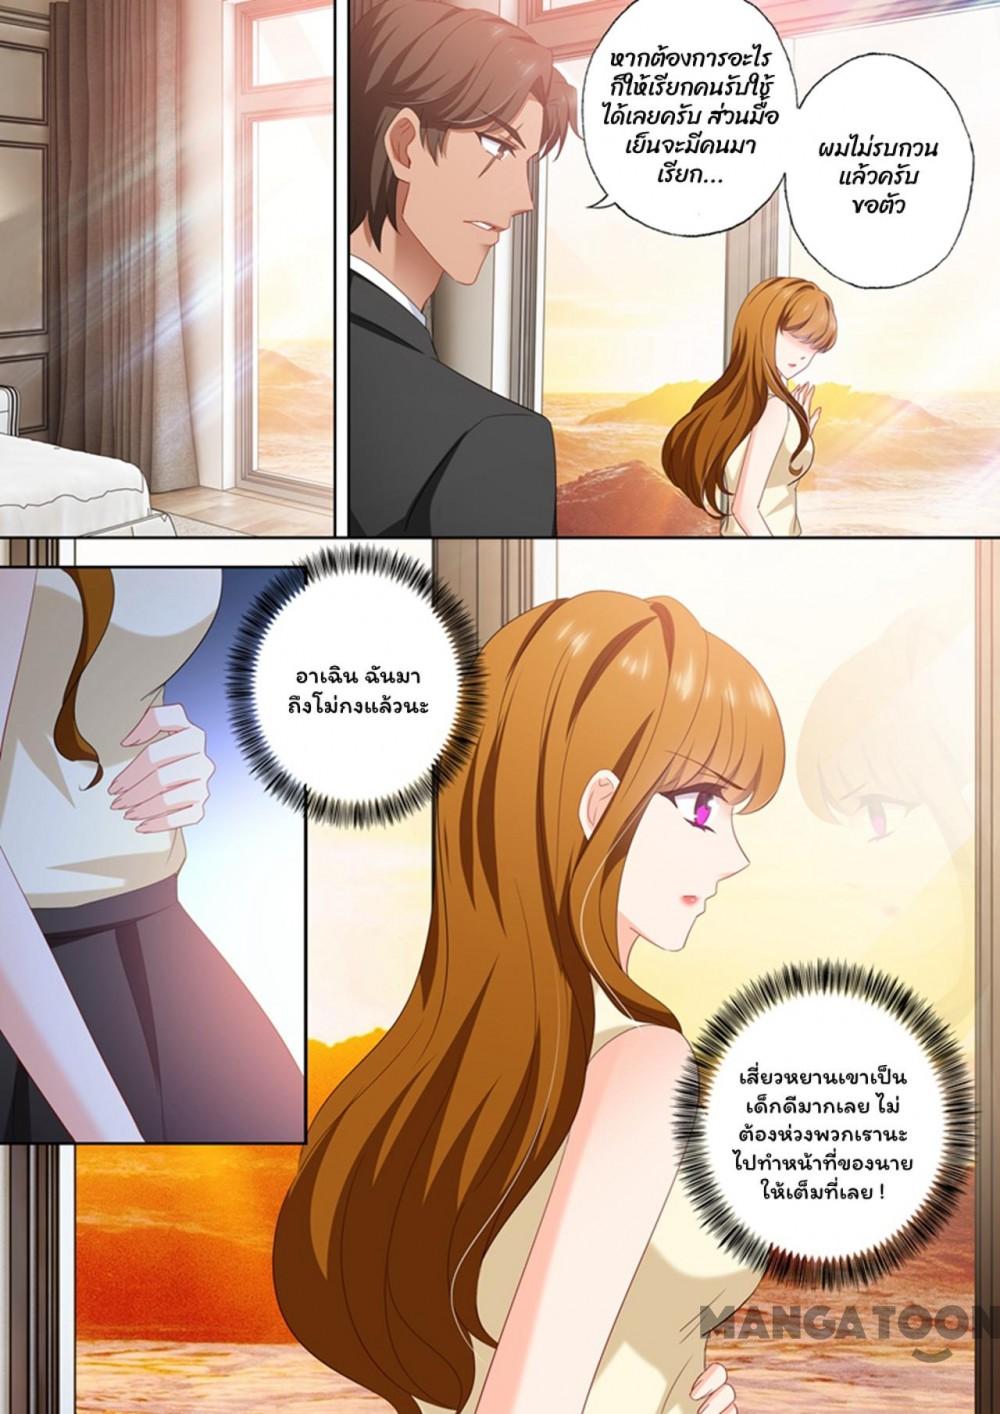 หากต้องการอะไร
ก็ให้เรียกคนรับใช้
ได้เลยครับ ส่วนมื้อ
เย็นจะมีคนมา
เรียก...
ผมไม่รบกวน
แล้วครับ
ขอตัว
อาเฉิน ฉันมา
ถึงโม่กงแล้วนะ
เสี่ยวหยานเขาเป็น
เด็กดีมากเลย ไม่
ต้องห่วงพวกเรานะ
ไปทำหน้าที่ของนาย
ให้เต็มที่เลย !
MANGATOON